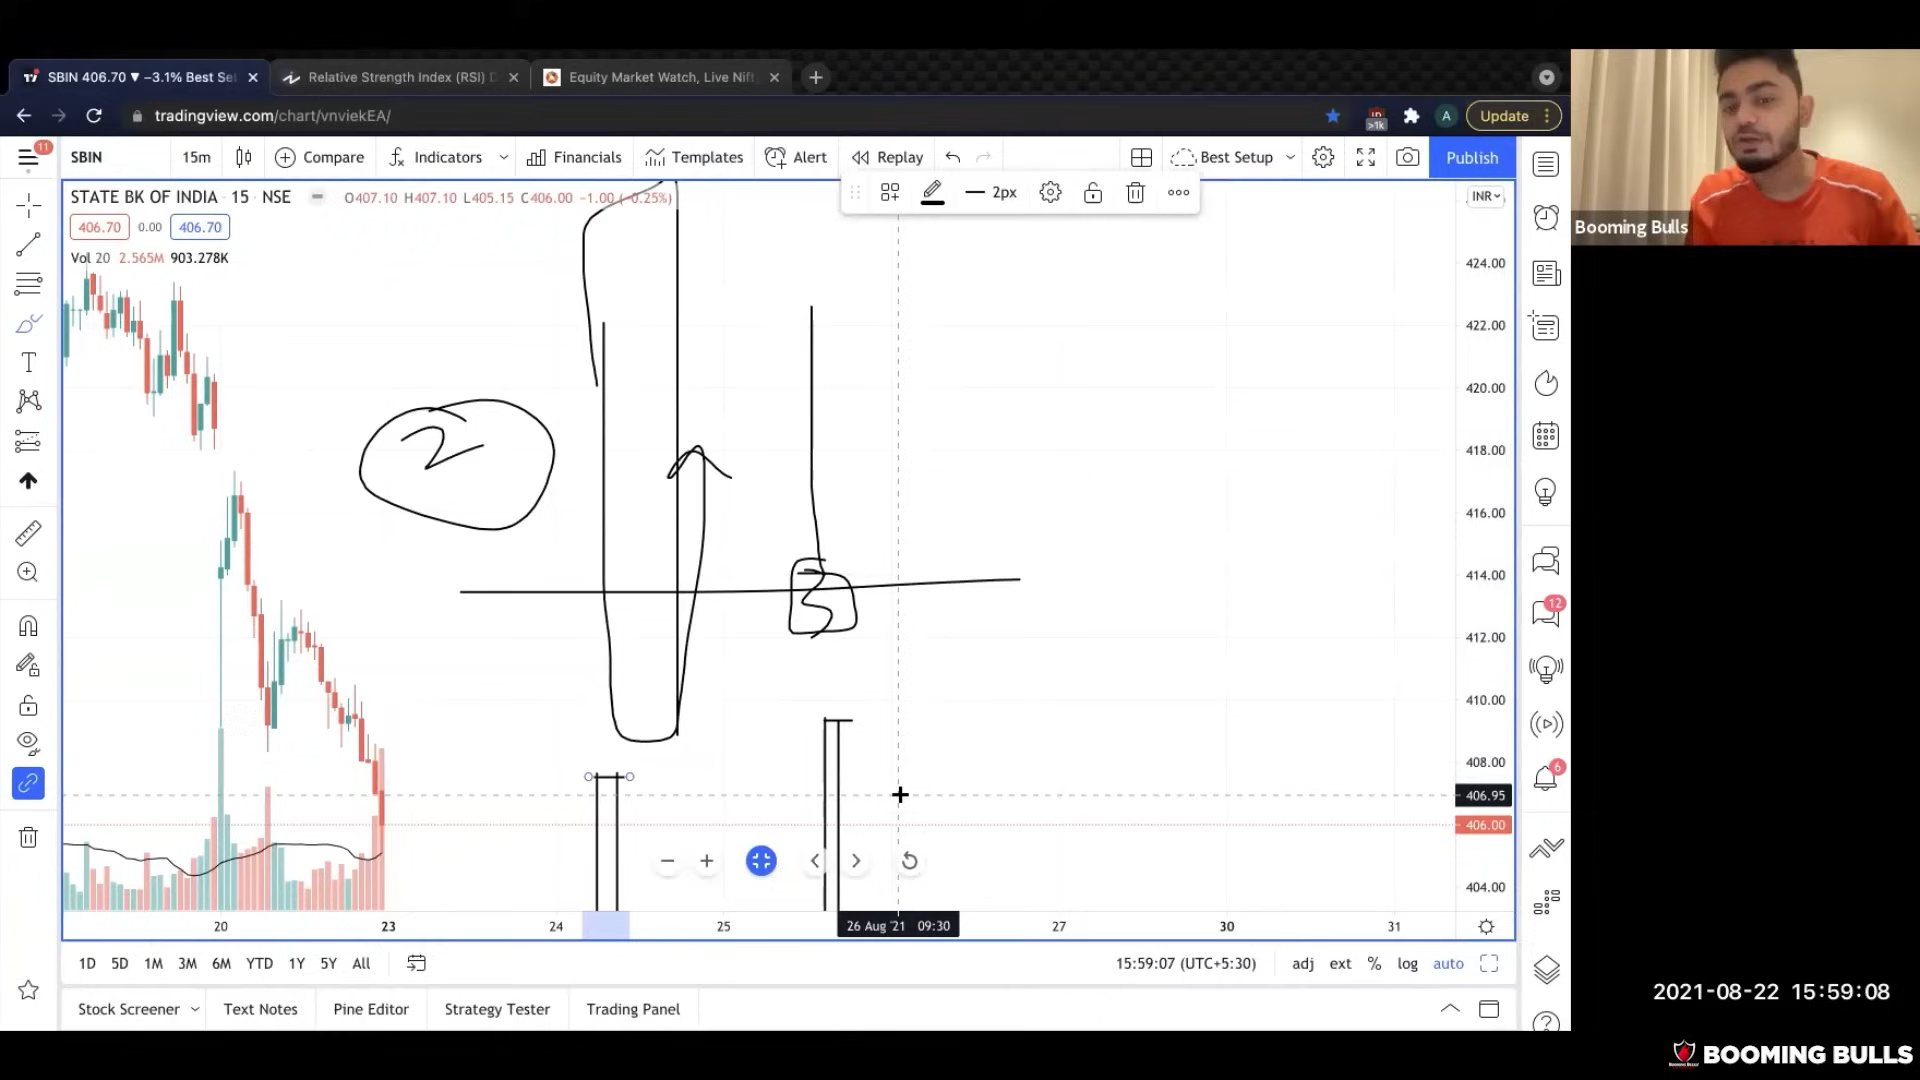 SBIN 406.70 ▼ −3.1% Best Set
Relative Strength Index (RSI) D
Equity Market Watch, Live Nift
tradingview.com/chart/vnviekEA/
>1k
A
Update
11
SBIN
15m
Compare
Indicators
Financials
Templates
Alert
Replay
Best Setup
Publish
STATE BK OF INDIA · 15 · NSE
O407.10 H407.10 L405.15 C406.00 −1.00 (−0.25%)
2px
INR
406.70
0.00
406.70
Vol 20 2.565M 903.278K
Booming Bulls
424.00
422.00
420.00
418.00
416.00
414.00
412.00
410.00
408.00
406.95
406.00
404.00
2
3
12
6
20
23
24
25
26 Aug '21 09:30
27
30
31
1D 5D 1M 3M 6M YTD 1Y 5Y All
15:59:07 (UTC+5:30)
adj ext % log auto
Stock Screener
Text Notes
Pine Editor
Strategy Tester
Trading Panel
2021-08-22 15:59:08
BOOMING BULLS